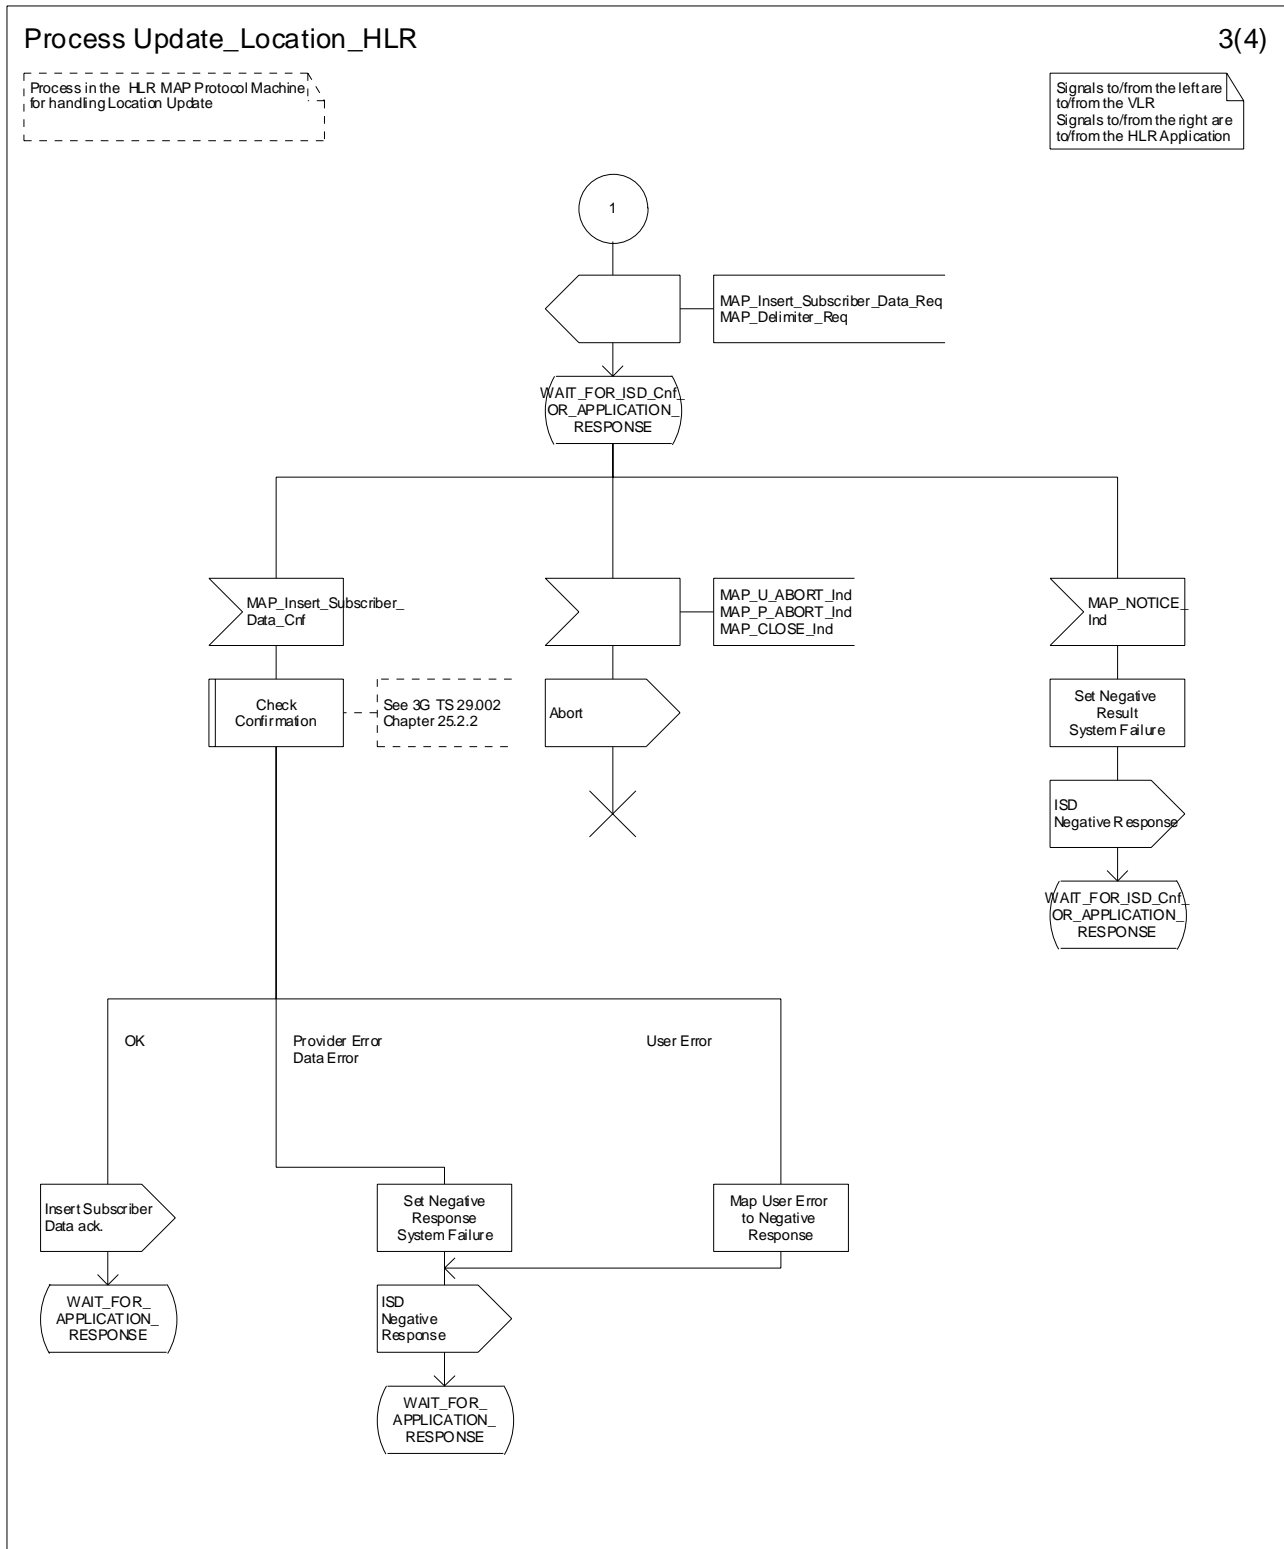 Process Update_Location_HLR
3(4)
Process in the HLR MAP Protocol Machine
for handling Location Update
Signals to/from the left are
to/from the VLR
Signals to/from the right are
to/from the HLR Application
1
MAP_Insert_Subscriber_Data_Req
MAP_Delimiter_Req
WAIT_FOR_ISD_Cnf_
OR_APPLICATION_
RESPONSE
MAP_Insert_Subscriber_
Data_Cnf
MAP_U_ABORT_Ind
MAP_P_ABORT_Ind
MAP_CLOSE_Ind
MAP_NOTICE_
Ind
Check
Confirmation
See 3G TS 29.002
Chapter 25.2.2
Abort
Set Negative
Result
System Failure
ISD
Negative Response
WAIT_FOR_ISD_Cnf_
OR_APPLICATION_
RESPONSE
OK
Provider Error
Data Error
User Error
Insert Subscriber
Data ack.
Set Negative
Response
System Failure
Map User Error
to Negative
Response
WAIT_FOR_
APPLICATION_
RESPONSE
ISD
Negative
Response
WAIT_FOR_
APPLICATION_
RESPONSE